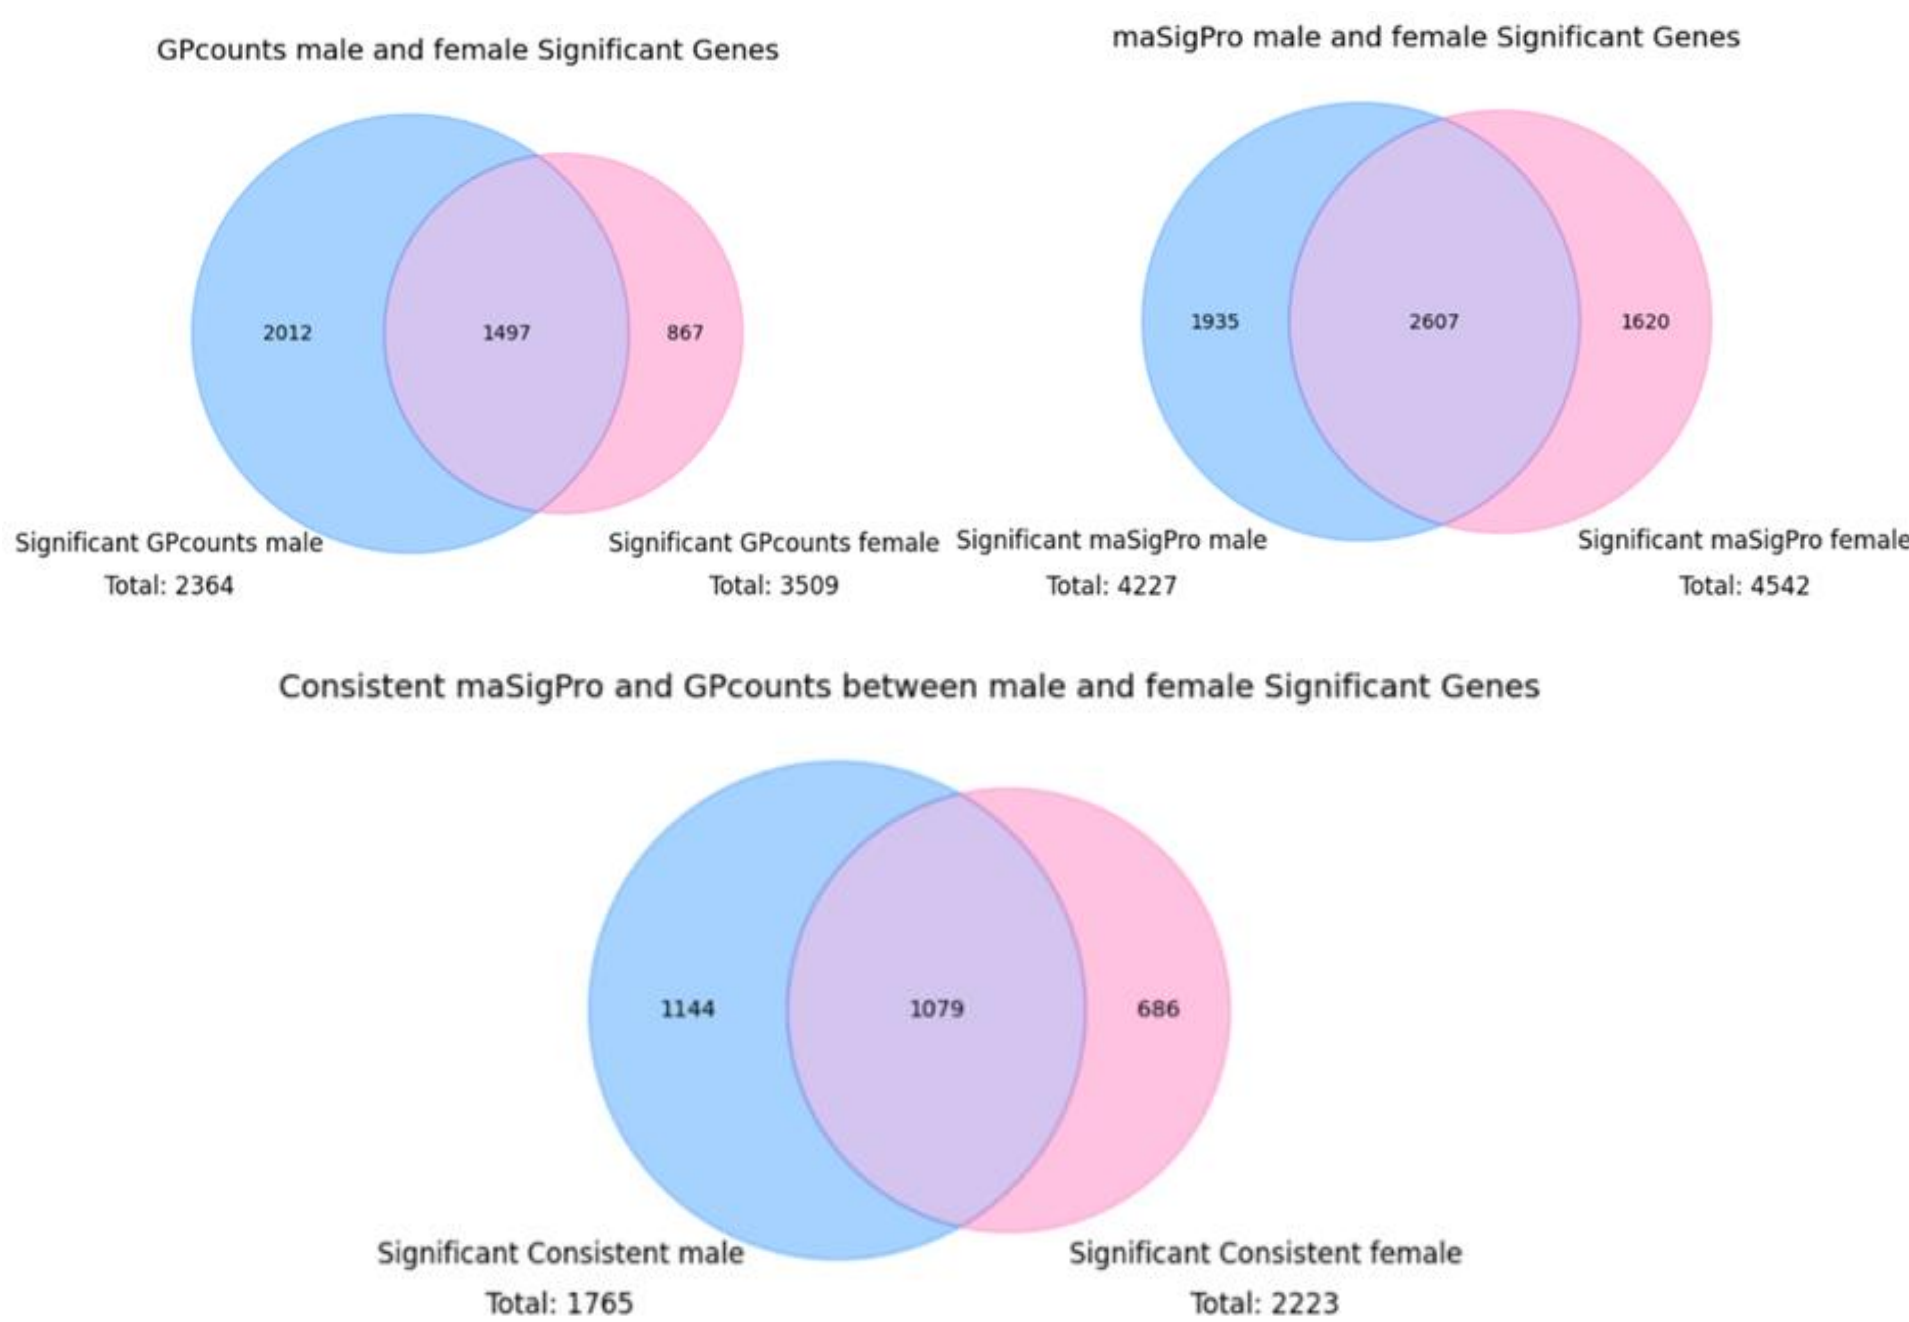 GPcounts male and female Significant Genes
2012
1497
867
Significant GPcounts male
Total: 2364
Significant GPcounts female
Total: 3509
maSigPro male and female Significant Genes
1935
2607
1620
Significant maSigPro male
Total: 4227
Significant maSigPro female
Total: 4542
Consistent maSigPro and GPcounts between male and female Significant Genes
1144
1079
686
Significant Consistent male
Total: 1765
Significant Consistent female
Total: 2223